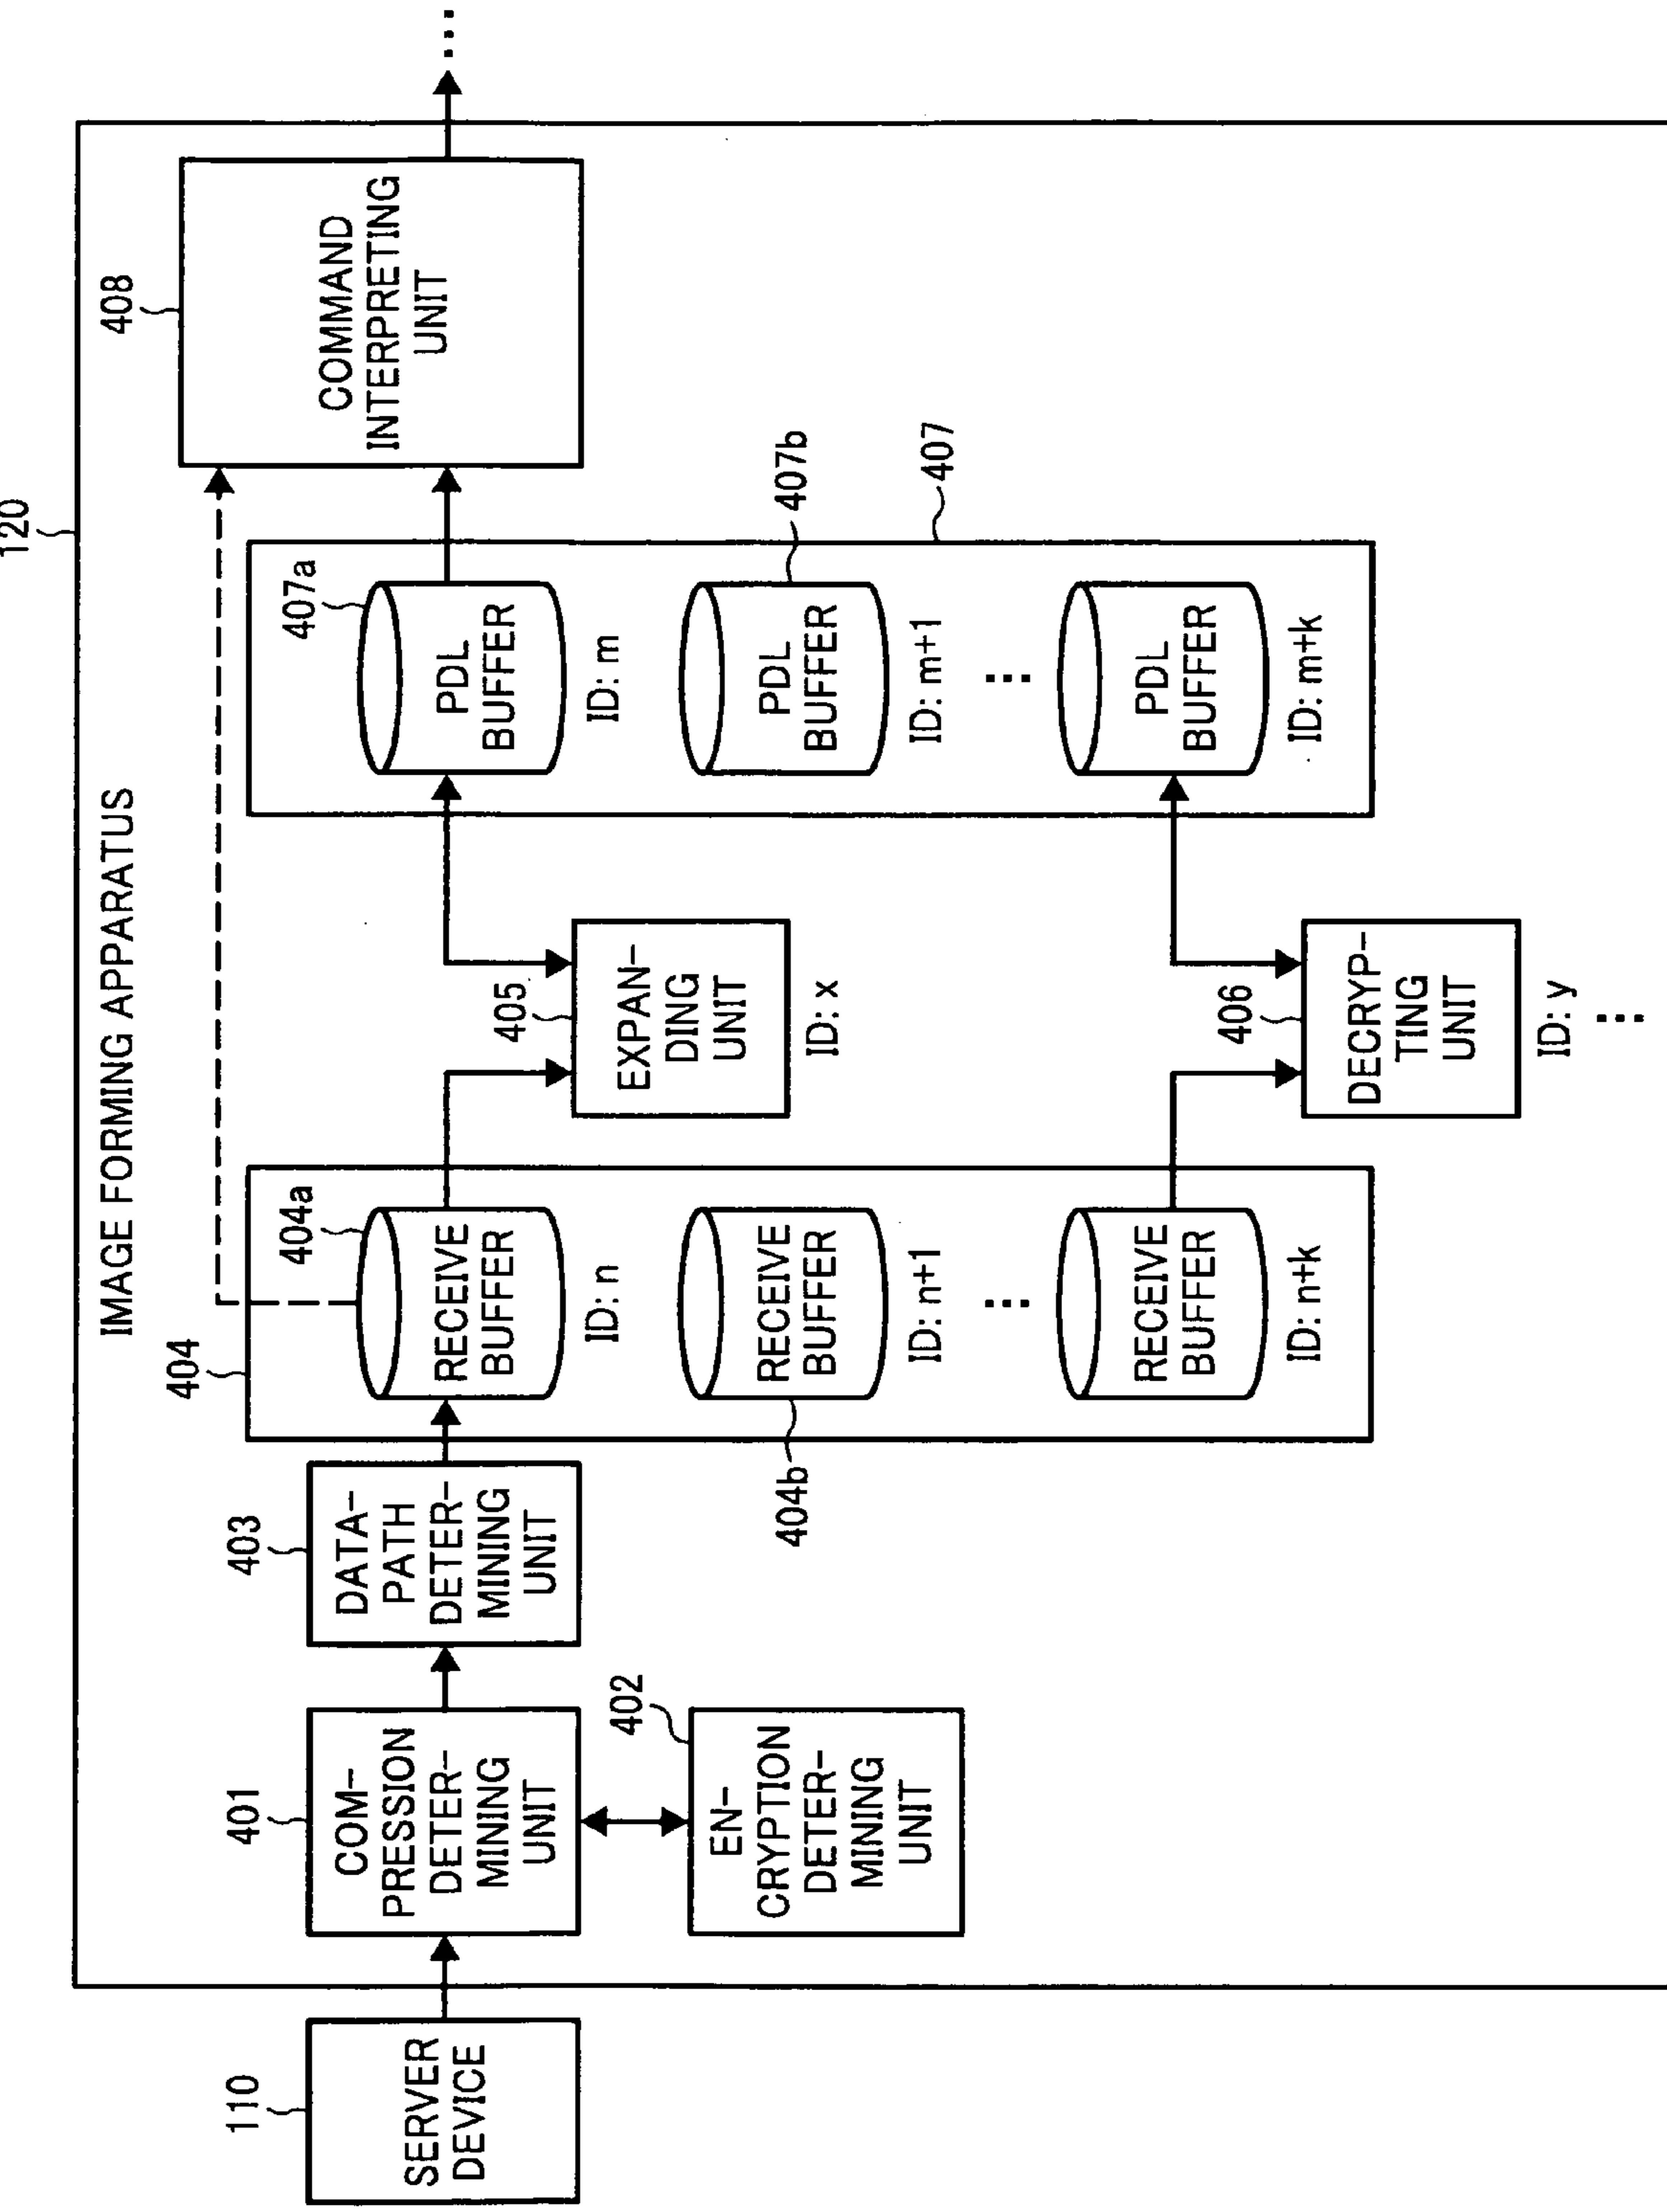 120
IMAGE FORMING APPARATUS
110
SERVER
DEVICE
401
COM-
PRESSION
DETER-
MINING
UNIT
402
EN-
CRYPTION
DETER-
MINING
UNIT
403
DATA-
PATH
DETER-
MINING
UNIT
404
404a
RECEIVE
BUFFER
ID: n
404b
RECEIVE
BUFFER
ID: n+1
⋮
RECEIVE
BUFFER
ID: n+k
405
EXPAN-
DING
UNIT
ID: x
406
DECRYP-
TING
UNIT
ID: y
⋮
407a
PDL
BUFFER
ID: m
407b
PDL
BUFFER
ID: m+1
⋮
PDL
BUFFER
ID: m+k
407
408
COMMAND
INTERPRETING
UNIT
...